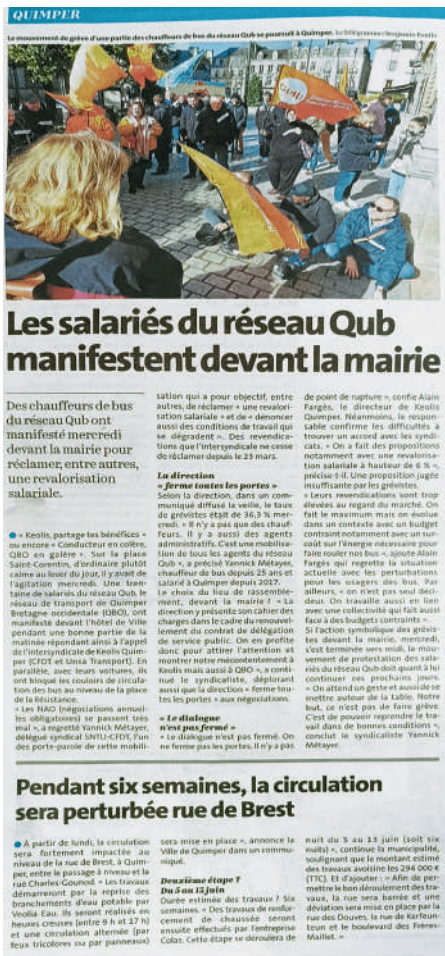 QUIMPER
Le mouvement de grève d'une partie des chauffeurs de bus du réseau Qub se poursuit à Quimper. Le Télégramme/Benjamin Pontis
Les salariés du réseau Qub
manifestent devant la mairie
Des chauffeurs de bus
du réseau Qub ont
manifesté mercredi
devant la mairie pour
réclamer, entre autres,
une revalorisation
salariale.
● « Keolis, partage tes bénéfices »
ou encore « Conducteur en colère,
QBO en galère ». Sur la place
Saint-Corentin, d'ordinaire plutôt
calme au lever du jour, il y avait de
l'agitation mercredi. Une tren-
taine de salariés du réseau Qub, le
réseau de transport de Quimper
Bretagne occidentale (QBO), ont
manifesté devant l'hôtel de Ville
pendant une bonne partie de la
matinée répondant ainsi à l'appel
de l'intersyndicale de Keolis Quim-
per (CFDT et Unsa Transport). En
parallèle, avec leurs voitures, ils
ont bloqué les couloirs de circula-
tion des bus au niveau de la place
de la Résistance.
« Les NAO (négociations annuel-
les obligatoires) se passent très
mal », a regretté Yannick Métayer,
délégué syndical SNTU-CFDT, l'un
des porte-parole de cette mobili-
sation qui a pour objectif, entre
autres, de réclamer « une revalo-
risation salariale » et de « dénoncer
aussi des conditions de travail qui
se dégradent ». Des revendica-
tions que l'intersyndicale ne cesse
de réclamer depuis le 23 mars.
La direction
« ferme toutes les portes »
Selon la direction, dans un com-
muniqué diffusé la veille, le taux
de grévistes était de 36,3 % mer-
credi. « Il n'y a pas que des chauf-
feurs. Il y a aussi des agents
administratifs. C'est une mobilisa-
tion de tous les agents du réseau
Qub », a précisé Yannick Métayer,
chauffeur de bus depuis 25 ans et
salarié à Quimper depuis 2017.
Le choix du lieu de rassemble-
ment, devant la mairie ? « La
direction y présente son cahier des
charges dans le cadre du renouvel-
lement du contrat de délégation
de service public. On en profite
donc pour attirer l'attention et
montrer notre mécontentement à
Keolis mais aussi à QBO », a conti-
nué le syndicaliste, déplorant
aussi que la direction « ferme tou-
tes les portes » aux négociations.
« Le dialogue
n'est pas fermé »
« Le dialogue n'est pas fermé. On
ne ferme pas les portes. Il n'y a pas
de point de rupture », confie Alain
Fargès, le directeur de Keolis
Quimper. Néanmoins, le respon-
sable confirme les difficultés à
trouver un accord avec les syndi-
cats. « On a fait des propositions
notamment avec une revalorisa-
tion salariale à hauteur de 6 % »,
précise-t-il. Une proposition jugée
insuffisante par les grévistes.
« Leurs revendications sont trop
élevées au regard du marché. On
fait le maximum mais on évolue
dans un contexte avec un budget
contraint notamment avec un sur-
coût sur l'énergie nécessaire pour
faire rouler nos bus », ajoute Alain
Fargès qui regrette la situation
actuelle avec les perturbations
pour les usagers des bus. Par
ailleurs, « on n'est pas seul déci-
deur. On travaille aussi en lien
avec une collectivité qui fait aussi
face à des budgets contraints ».
Si l'action symbolique des grévis-
tes devant la mairie, mercredi,
s'est terminée vers midi, le mou-
vement de protestation des sala-
riés du réseau Qub doit quant à lui
continuer ces prochains jours.
« On attend un geste et aussi de se
mettre autour de la table. Notre
but, ce n'est pas de faire grève.
C'est de pouvoir reprendre le tra-
vail dans de bonnes conditions »,
conclut le syndicaliste Yannick
Métayer.
Pendant six semaines, la circulation
sera perturbée rue de Brest
● À partir de lundi, la circulation
sera fortement impactée au
niveau de la rue de Brest, à Quim-
per, entre le passage à niveau et la
rue Charles-Gounod. « Les travaux
démarreront par la reprise des
branchements d'eau potable par
Veolia Eau. Ils seront réalisés en
heures creuses (entre 9 h et 17 h)
et une circulation alternée (par
feux tricolores ou par panneaux)
sera mise en place », annonce la
Ville de Quimper dans un commu-
niqué.
Deuxième étape ?
Du 5 au 15 juin
Durée estimée des travaux ? Six
semaines. « Des travaux de renfor-
cement de chaussée seront
ensuite effectués par l'entreprise
Colas. Cette étape se déroulera de
nuit du 5 au 13 juin (soit six
nuits) », continue la municipalité,
soulignant que le montant estimé
des travaux avoisine les 294 000 €
(TTC). Et d'ajouter : « Afin de per-
mettre le bon déroulement des tra-
vaux, la rue sera barrée et une
déviation sera mise en place par la
rue des Douves, la rue de Kerfeun-
teun et le boulevard des Frères-
Maillet. »